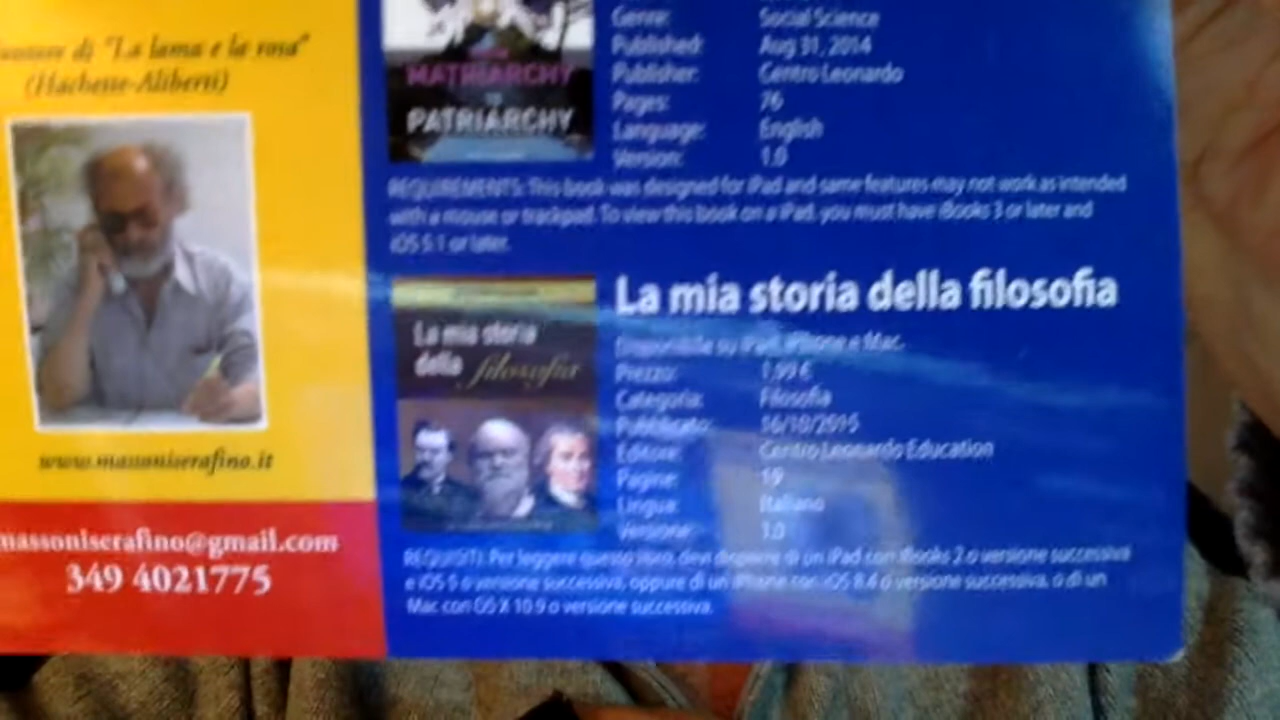 autore di "La lama e la rosa"
(Hachette-Aliberti)
www.massoniserafino.it
massoniserafino@gmail.com
349 4021775
MATRIARCHY
TO
PATRIARCHY
Genre: Social Science
Published: Aug 31, 2014
Publisher: Centro Leonardo
Pages: 76
Language: English
Version: 1.0
REQUIREMENTS: This book was designed for iPad and some features may not work as intended
with a mouse or trackpad. To view this book on a iPad, you must have iBooks 3 or later and
iOS 5.1 or later.
La mia storia
della filosofia
La mia storia della filosofia
Disponibile su iPad, iPhone e Mac.
Prezzo: 1,99 €
Categoria: Filosofia
Pubblicato: 16/10/2015
Editore: Centro Leonardo Education
Pagine: 19
Lingua: Italiano
Versione: 1.0
REQUISITI: Per leggere questo libro, devi disporre di un iPad con iBooks 2 o versione successiva
e iOS 5 o versione successiva, oppure di un iPhone con iOS 8.4 o versione successiva, o di un
Mac con OS X 10.9 o versione successiva.